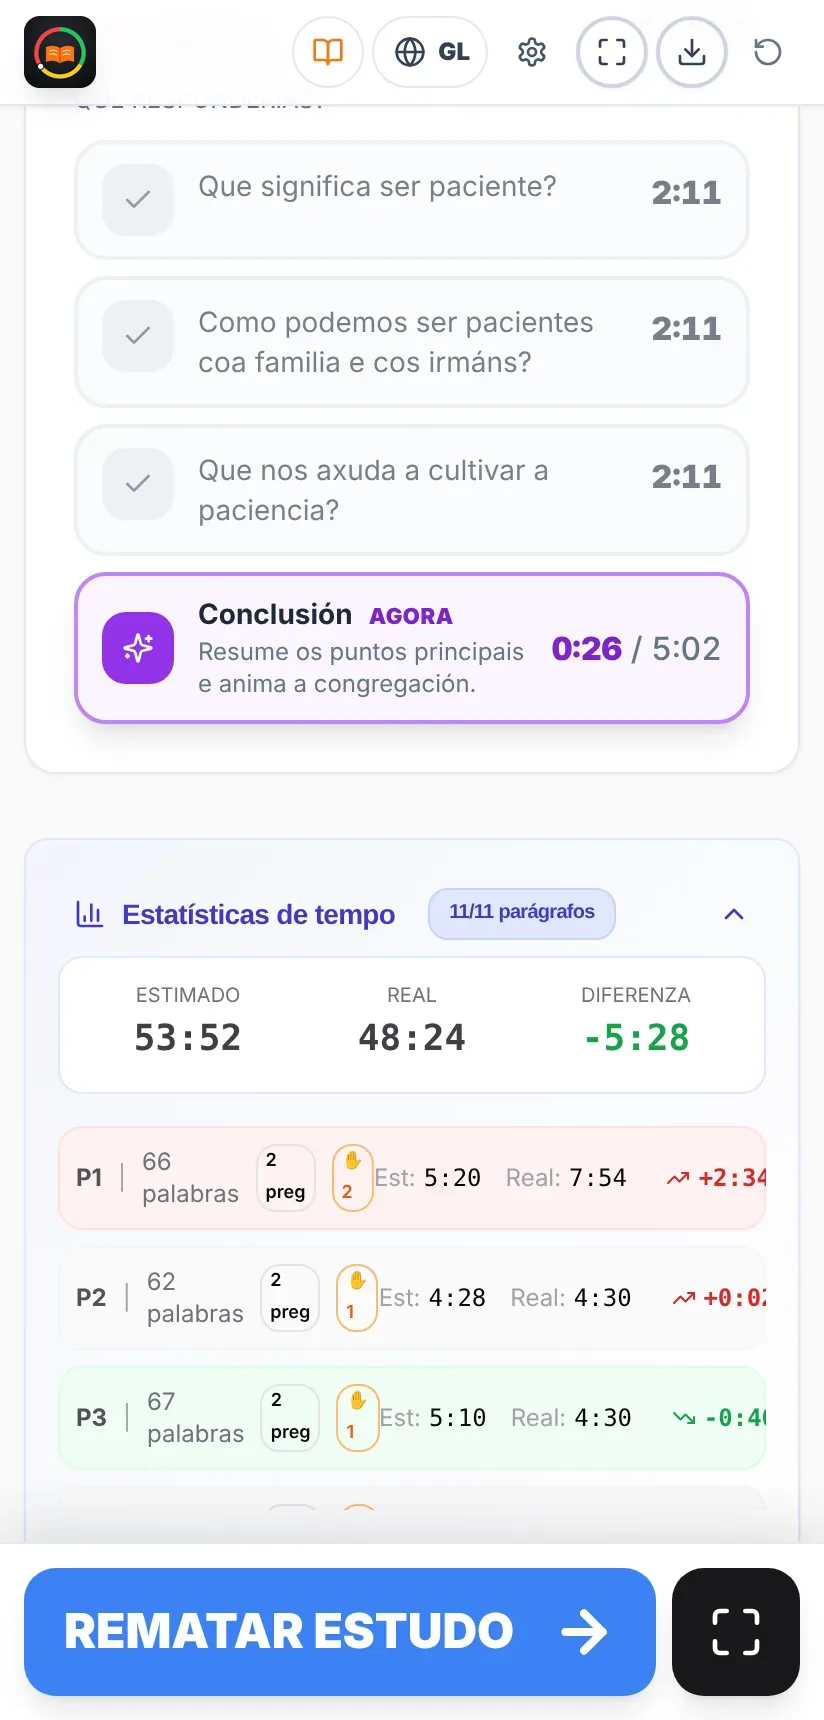 GL
Que significa ser paciente?
2:11
Como podemos ser pacientes
coa familia e cos irmáns?
2:11
Que nos axuda a cultivar a
paciencia?
2:11
Conclusión AGORA
Resume os puntos principais
e anima a congregación.
0:26 / 5:02
Estatísticas de tempo
11/11 parágrafos
ESTIMADO
53:52
REAL
48:24
DIFERENZA
-5:28
P1
66
palabras
2
preg
2
Est: 5:20
Real: 7:54
+2:34
P2
62
palabras
2
preg
1
Est: 4:28
Real: 4:30
+0:02
P3
67
palabras
2
preg
1
Est: 5:10
Real: 4:30
REMATAR ESTUDO